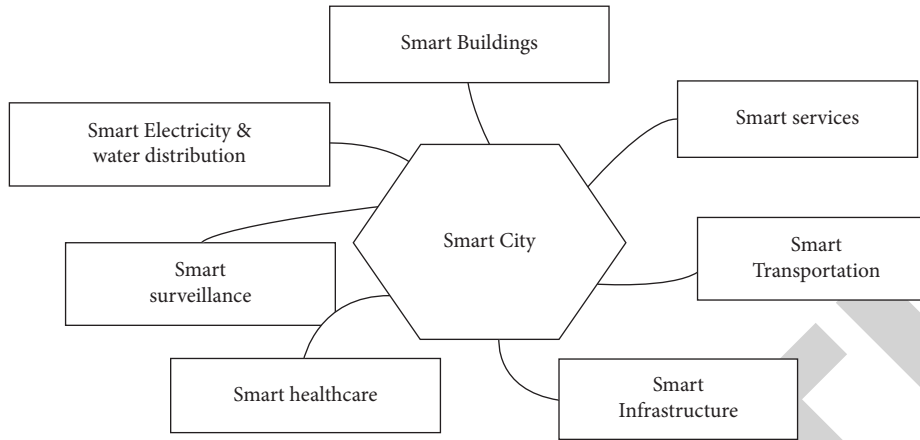 Smart Buildings
Smart Electricity &
water distribution
Smart services
Smart City
Smart
surveillance
Smart
Transportation
Smart healthcare
Smart
Infrastructure